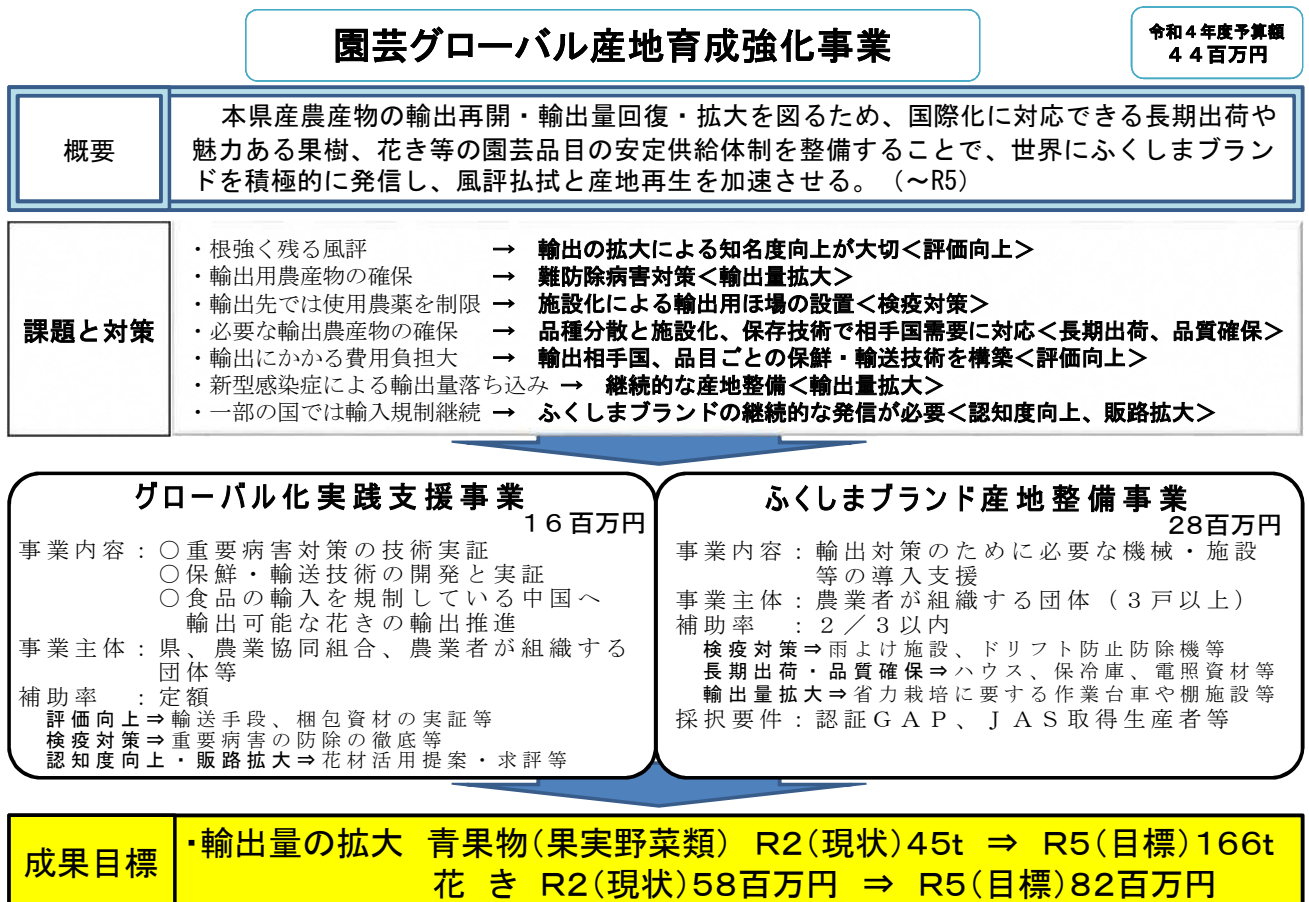 園芸グローバル産地育成強化事業
令和4年度予算額
44百万円
概要
本県産農産物の輸出再開・輸出量回復・拡大を図るため、国際化に対応できる長期出荷や
魅力ある果樹、花き等の園芸品目の安定供給体制を整備することで、世界にふくしまブラン
ドを積極的に発信し、風評払拭と産地再生を加速させる。（～R5）
課題と対策
・根強く残る風評 → 輸出の拡大による知名度向上が大切＜評価向上＞
・輸出用農産物の確保 → 難防除病害対策＜輸出量拡大＞
・輸出先では使用農薬を制限 → 施設化による輸出用ほ場の設置＜検疫対策＞
・必要な輸出農産物の確保 → 品種分散と施設化、保存技術で相手国需要に対応＜長期出荷、品質確保＞
・輸出にかかる費用負担大 → 輸出相手国、品目ごとの保鮮・輸送技術を構築＜評価向上＞
・新型感染症による輸出量落ち込み → 継続的な産地整備＜輸出量拡大＞
・一部の国では輸入規制継続 → ふくしまブランドの継続的な発信が必要＜認知度向上、販路拡大＞
グローバル化実践支援事業
16百万円
事業内容：○重要病害対策の技術実証
○保鮮・輸送技術の開発と実証
○食品の輸入を規制している中国へ
輸出可能な花きの輸出推進
事業主体：県、農業協同組合、農業者が組織する
団体等
補助率 ：定額
評価向上⇒輸送手段、梱包資材の実証等
検疫対策⇒重要病害の防除の徹底等
認知度向上・販路拡大⇒花材活用提案・求評等
ふくしまブランド産地整備事業
28百万円
事業内容：輸出対策のために必要な機械・施設
等の導入支援
事業主体：農業者が組織する団体（3戸以上）
補助率 ：2／3以内
検疫対策⇒雨よけ施設、ドリフト防止防除機等
長期出荷・品質確保⇒ハウス、保冷庫、電照資材等
輸出量拡大⇒省力栽培に要する作業台車や棚施設等
採択要件：認証GAP、JAS取得生産者等
成果目標
・輸出量の拡大 青果物（果実野菜類） R2（現状）45t ⇒ R5（目標）166t
花 き R2（現状）58百万円 ⇒ R5（目標）82百万円